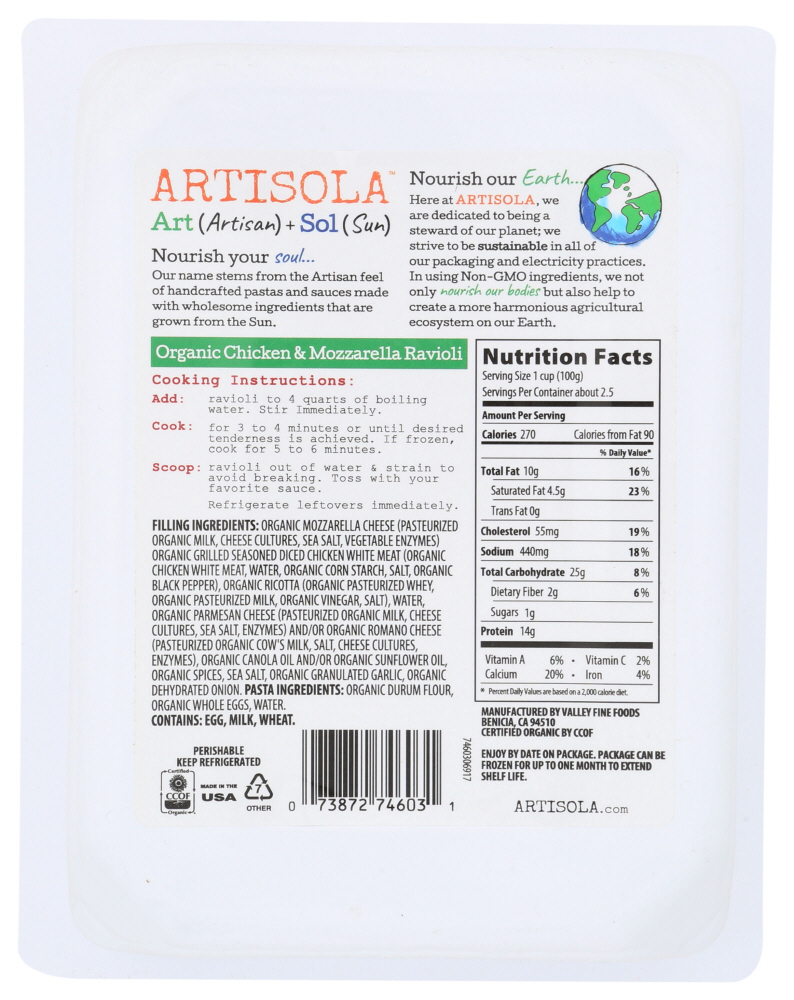 ARTISOLA™
Art (Artisan) + Sol (Sun)
Nourish your soul...
Our name stems from the Artisan feel
of handcrafted pastas and sauces made
with wholesome ingredients that are
grown from the Sun.
Nourish our Earth...
Here at ARTISOLA, we
are dedicated to being a
steward of our planet; we
strive to be sustainable in all of
our packaging and electricity practices.
In using Non-GMO ingredients, we not
only nourish our bodies but also help to
create a more harmonious agricultural
ecosystem on our Earth.
Organic Chicken & Mozzarella Ravioli
Cooking Instructions:
Add: ravioli to 4 quarts of boiling
water. Stir Immediately.
Cook: for 3 to 4 minutes or until desired
tenderness is achieved. If frozen,
cook for 5 to 6 minutes.
Scoop: ravioli out of water & strain to
avoid breaking. Toss with your
favorite sauce.
Refrigerate leftovers immediately.
FILLING INGREDIENTS: ORGANIC MOZZARELLA CHEESE (PASTEURIZED
ORGANIC MILK, CHEESE CULTURES, SEA SALT, VEGETABLE ENZYMES)
ORGANIC GRILLED SEASONED DICED CHICKEN WHITE MEAT (ORGANIC
CHICKEN WHITE MEAT, WATER, ORGANIC CORN STARCH, SALT, ORGANIC
BLACK PEPPER), ORGANIC RICOTTA (ORGANIC PASTEURIZED WHEY,
ORGANIC PASTEURIZED MILK, ORGANIC VINEGAR, SALT), WATER,
ORGANIC PARMESAN CHEESE (PASTEURIZED ORGANIC MILK, CHEESE
CULTURES, SEA SALT, ENZYMES) AND/OR ORGANIC ROMANO CHEESE
(PASTEURIZED ORGANIC COW'S MILK, SALT, CHEESE CULTURES,
ENZYMES), ORGANIC CANOLA OIL AND/OR ORGANIC SUNFLOWER OIL,
ORGANIC SPICES, SEA SALT, ORGANIC GRANULATED GARLIC, ORGANIC
DEHYDRATED ONION. PASTA INGREDIENTS: ORGANIC DURUM FLOUR,
ORGANIC WHOLE EGGS, WATER.
CONTAINS: EGG, MILK, WHEAT.
PERISHABLE
KEEP REFRIGERATED
Certified
CCOF
Organic
MADE IN THE
USA
7
OTHER
0 73872 74603 1
7460306917
Nutrition Facts
Serving Size 1 cup (100g)
Servings Per Container about 2.5
Amount Per Serving
Calories 270 Calories from Fat 90
% Daily Value*
Total Fat 10g 16%
Saturated Fat 4.5g 23%
Trans Fat 0g
Cholesterol 55mg 19%
Sodium 440mg 18%
Total Carbohydrate 25g 8%
Dietary Fiber 2g 6%
Sugars 1g
Protein 14g
Vitamin A 6% • Vitamin C 2%
Calcium 20% • Iron 4%
* Percent Daily Values are based on a 2,000 calorie diet.
MANUFACTURED BY VALLEY FINE FOODS
BENICIA, CA 94510
CERTIFIED ORGANIC BY CCOF
ENJOY BY DATE ON PACKAGE. PACKAGE CAN BE
FROZEN FOR UP TO ONE MONTH TO EXTEND
SHELF LIFE.
ARTISOLA.com